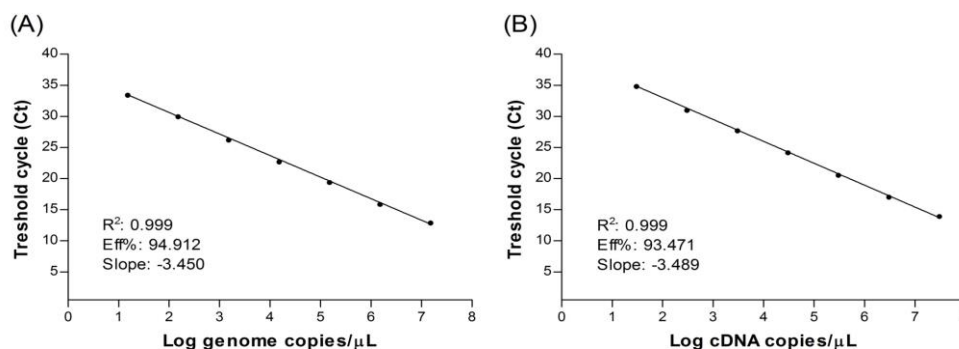 (A)
Treshold cycle (Ct)
40
35
30
25
20
15
10
5
R²: 0.999
Eff%: 94.912
Slope: -3.450
0 1 2 3 4 5 6 7 8
Log genome copies/μL
(B)
Treshold cycle (Ct)
40
35
30
25
20
15
10
5
R²: 0.999
Eff%: 93.471
Slope: -3.489
0 1 2 3 4 5 6 7
Log cDNA copies/μL